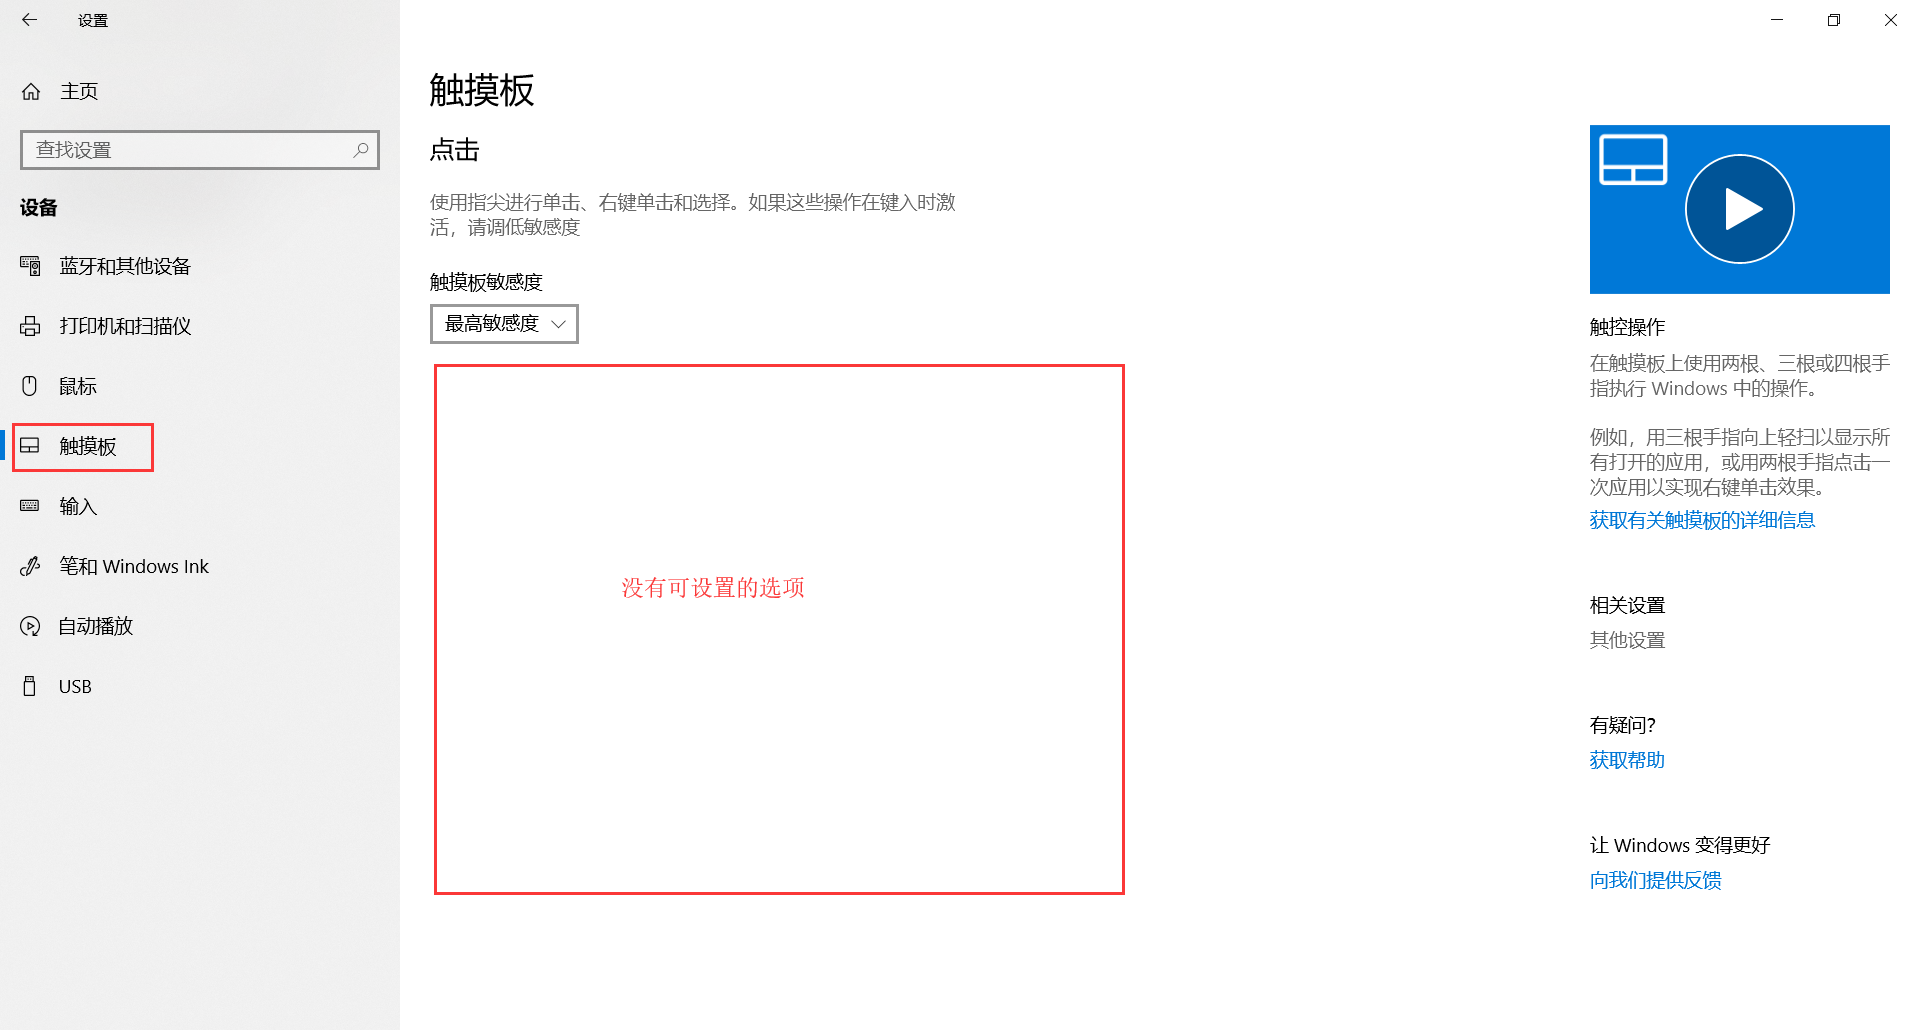 设置
主页
查找设置
设备
蓝牙和其他设备
打印机和扫描仪
鼠标
触摸板
输入
笔和 Windows Ink
自动播放
USB
触摸板
点击
使用指尖进行单击、右键单击和选择。如果这些操作在键入时激
活，请调低敏感度
触摸板敏感度
最高敏感度
没有可设置的选项
触控操作
在触摸板上使用两根、三根或四根手
指执行 Windows 中的操作。
例如，用三根手指向上轻扫以显示所
有打开的应用，或用两根手指点击一
次应用以实现右键单击效果。
获取有关触摸板的详细信息
相关设置
其他设置
有疑问?
获取帮助
让 Windows 变得更好
向我们提供反馈